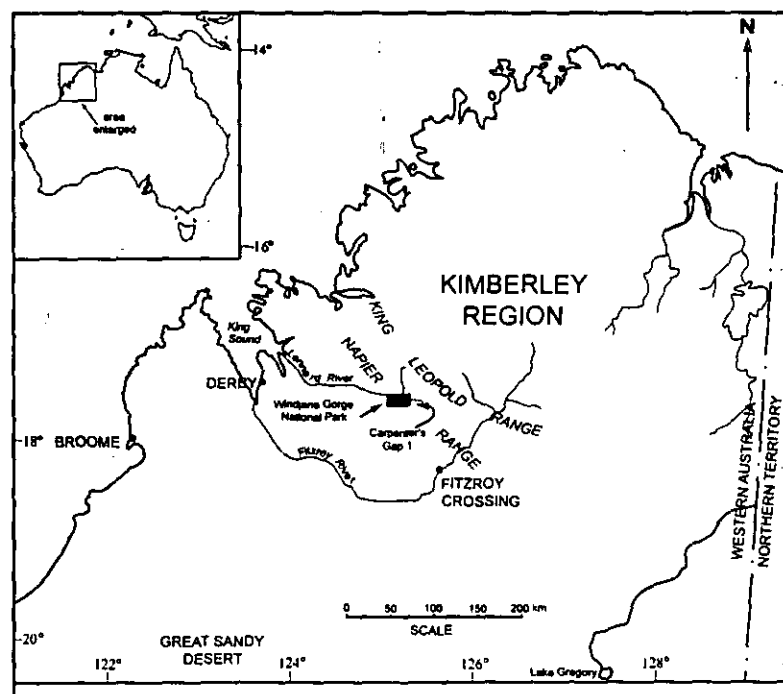 14°
N
area
enlarged
16°
KIMBERLEY
REGION
KING
King
Sound
NAPIER
Lennard River
LEOPOLD
DERBY
RANGE
Windjana Gorge
National Park
Carpenter's
Gap 1
RANGE
18°
BROOME
Fitzroy River
FITZROY
CROSSING
WESTERN AUSTRALIA
NORTHERN TERRITORY
0 50 100 150 200 km
SCALE
20°
GREAT SANDY
DESERT
122°
124°
126°
128°
Lake Gregory